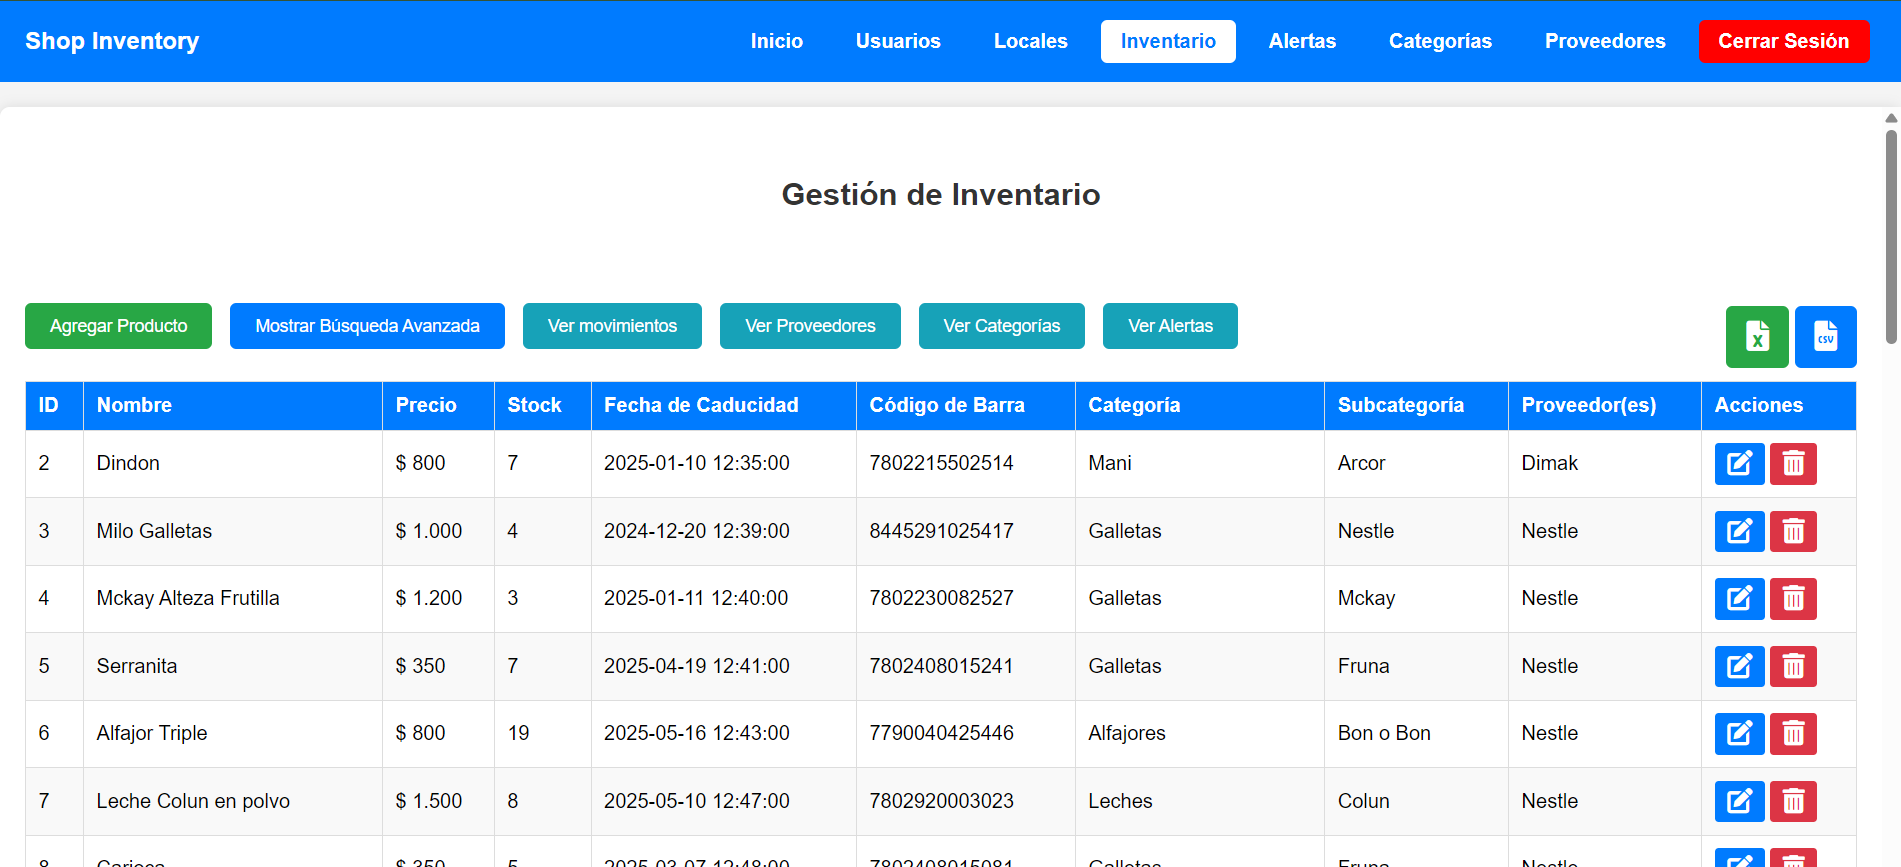 Shop Inventory Inicio Usuarios Locales Inventario Alertas Categorías Proveedores Cerrar Sesión
Gestión de Inventario
Agregar Producto Mostrar Búsqueda Avanzada Ver movimientos Ver Proveedores Ver Categorías Ver Alertas X CSV
ID Nombre Precio Stock Fecha de Caducidad Código de Barra Categoría Subcategoría Proveedor(es) Acciones
2 Dindon $ 800 7 2025-01-10 12:35:00 7802215502514 Mani Arcor Dimak
3 Milo Galletas $ 1.000 4 2024-12-20 12:39:00 8445291025417 Galletas Nestle Nestle
4 Mckay Alteza Frutilla $ 1.200 3 2025-01-11 12:40:00 7802230082527 Galletas Mckay Nestle
5 Serranita $ 350 7 2025-04-19 12:41:00 7802408015241 Galletas Fruna Nestle
6 Alfajor Triple $ 800 19 2025-05-16 12:43:00 7790040425446 Alfajores Bon o Bon Nestle
7 Leche Colun en polvo $ 1.500 8 2025-05-10 12:47:00 7802920003023 Leches Colun Nestle
8 Carioca $ 350 5 2025-03-07 12:48:00 7802408015081 Galletas Fruna Nestle